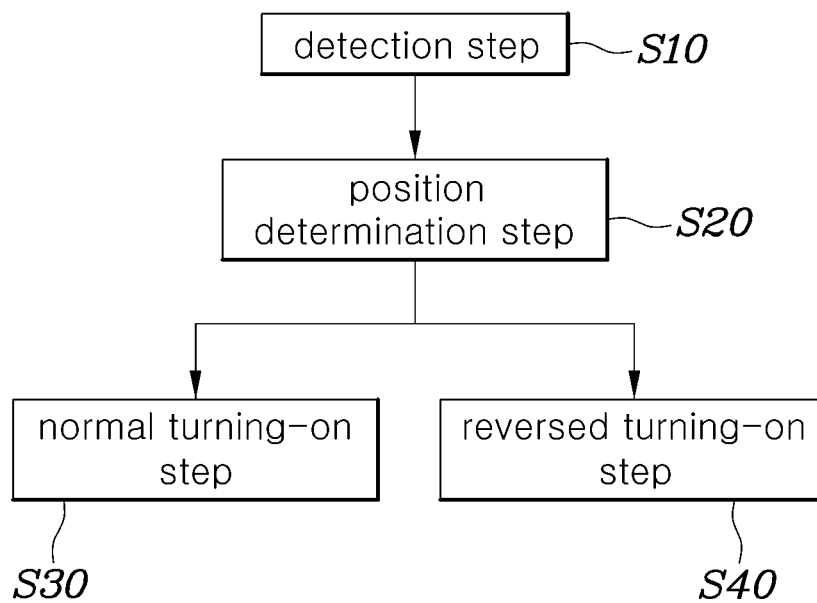 detection step
S10
position
determination step
S20
normal turning-on
step
reversed turning-on
step
S30
S40